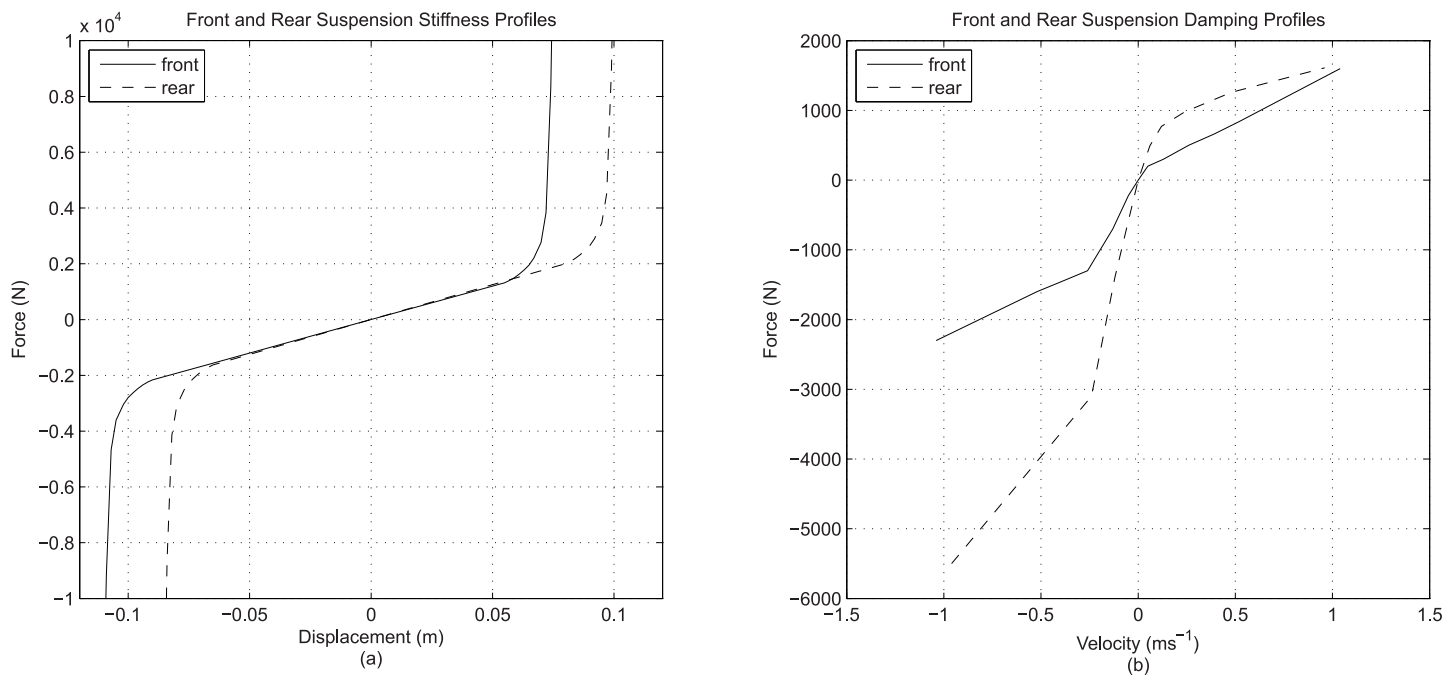 Front and Rear Suspension Stiffness Profiles
x 10^4
front
rear
1
0.8
0.6
0.4
0.2
0
−0.2
−0.4
−0.6
−0.8
−1
−0.1
−0.05
0
0.05
0.1
Force (N)
Displacement (m)
(a)
Front and Rear Suspension Damping Profiles
front
rear
2000
1000
0
−1000
−2000
−3000
−4000
−5000
−6000
−1.5
−1
−0.5
0
0.5
1
1.5
Force (N)
Velocity (ms^−1)
(b)